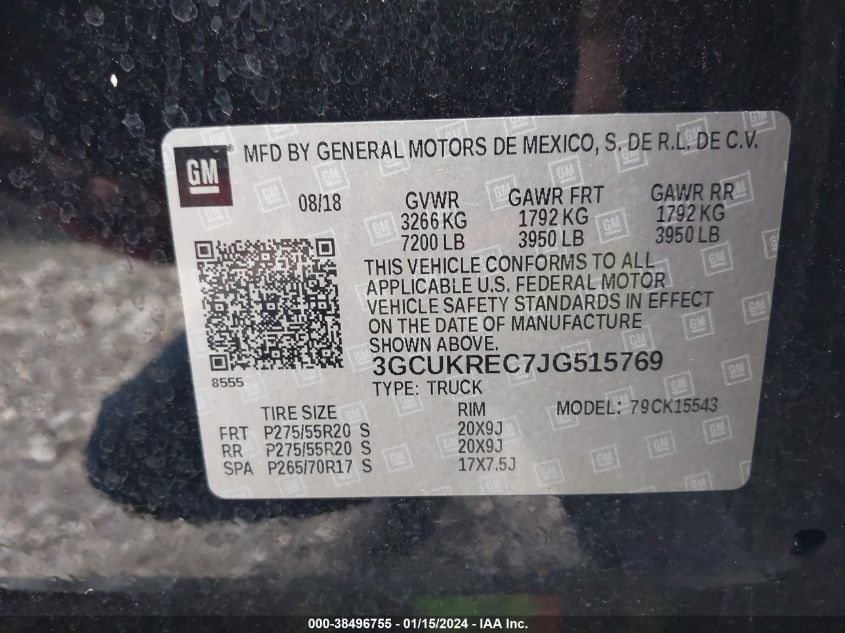 GM
MFD BY GENERAL MOTORS DE MEXICO, S. DE R.L. DE C.V.
08/18 GVWR GAWR FRT GAWR RR
3266 KG 1792 KG 1792 KG
7200 LB 3950 LB 3950 LB
THIS VEHICLE CONFORMS TO ALL
APPLICABLE U.S. FEDERAL MOTOR
VEHICLE SAFETY STANDARDS IN EFFECT
ON THE DATE OF MANUFACTURE
SHOWN ABOVE.
8555
3GCUKREC7JG515769
TYPE: TRUCK
TIRE SIZE RIM MODEL: 79CK15543
FRT P275/55R20 S 20X9J
RR P275/55R20 S 20X9J
SPA P265/70R17 S 17X7.5J
000-38496755 - 01/15/2024 - IAA Inc.